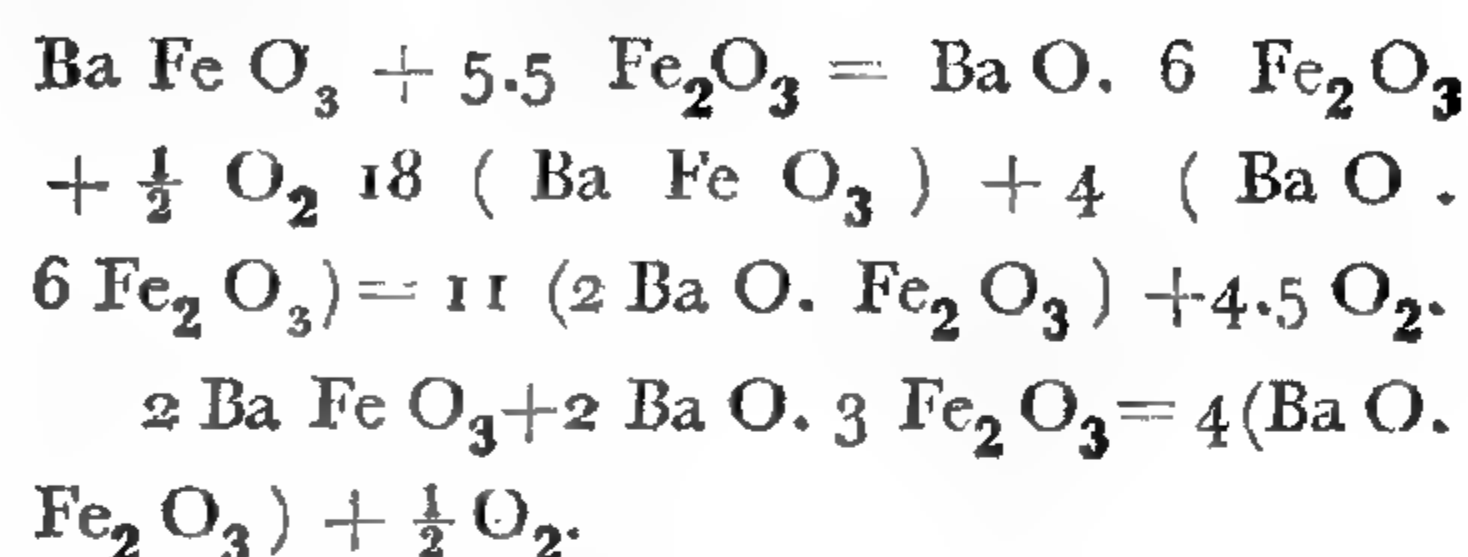 Ba Fe O₃ + 5.5 Fe₂O₃ = Ba O. 6 Fe₂ O₃
+ ½ O₂ 18 ( Ba Fe O₃ ) + 4 ( Ba O .
6 Fe₂ O₃) = 11 (2 Ba O. Fe₂ O₃ ) +4.5 O₂.
2 Ba Fe O₃+2 Ba O. 3 Fe₂ O₃= 4(Ba O.
Fe₂ O₃) + ½ O₂.